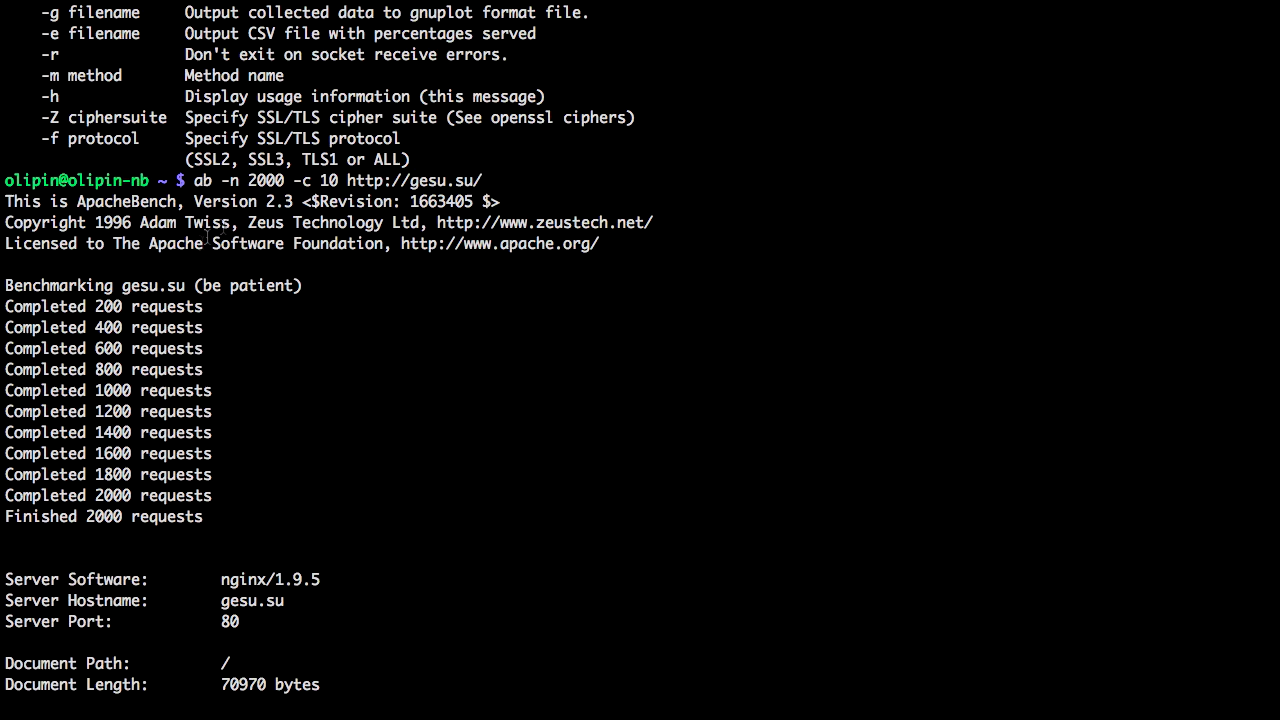 -g filename     Output collected data to gnuplot format file.
-e filename     Output CSV file with percentages served
-r              Don't exit on socket receive errors.
-m method       Method name
-h              Display usage information (this message)
-Z ciphersuite  Specify SSL/TLS cipher suite (See openssl ciphers)
-f protocol     Specify SSL/TLS protocol
(SSL2, SSL3, TLS1 or ALL)
olipin@olipin-nb ~ $ ab -n 2000 -c 10 http://gesu.su/
This is ApacheBench, Version 2.3 <$Revision: 1663405 $>
Copyright 1996 Adam Twiss, Zeus Technology Ltd, http://www.zeustech.net/
Licensed to The Apache Software Foundation, http://www.apache.org/

Benchmarking gesu.su (be patient)
Completed 200 requests
Completed 400 requests
Completed 600 requests
Completed 800 requests
Completed 1000 requests
Completed 1200 requests
Completed 1400 requests
Completed 1600 requests
Completed 1800 requests
Completed 2000 requests
Finished 2000 requests

Server Software:        nginx/1.9.5
Server Hostname:        gesu.su
Server Port:            80

Document Path:          /
Document Length:        70970 bytes